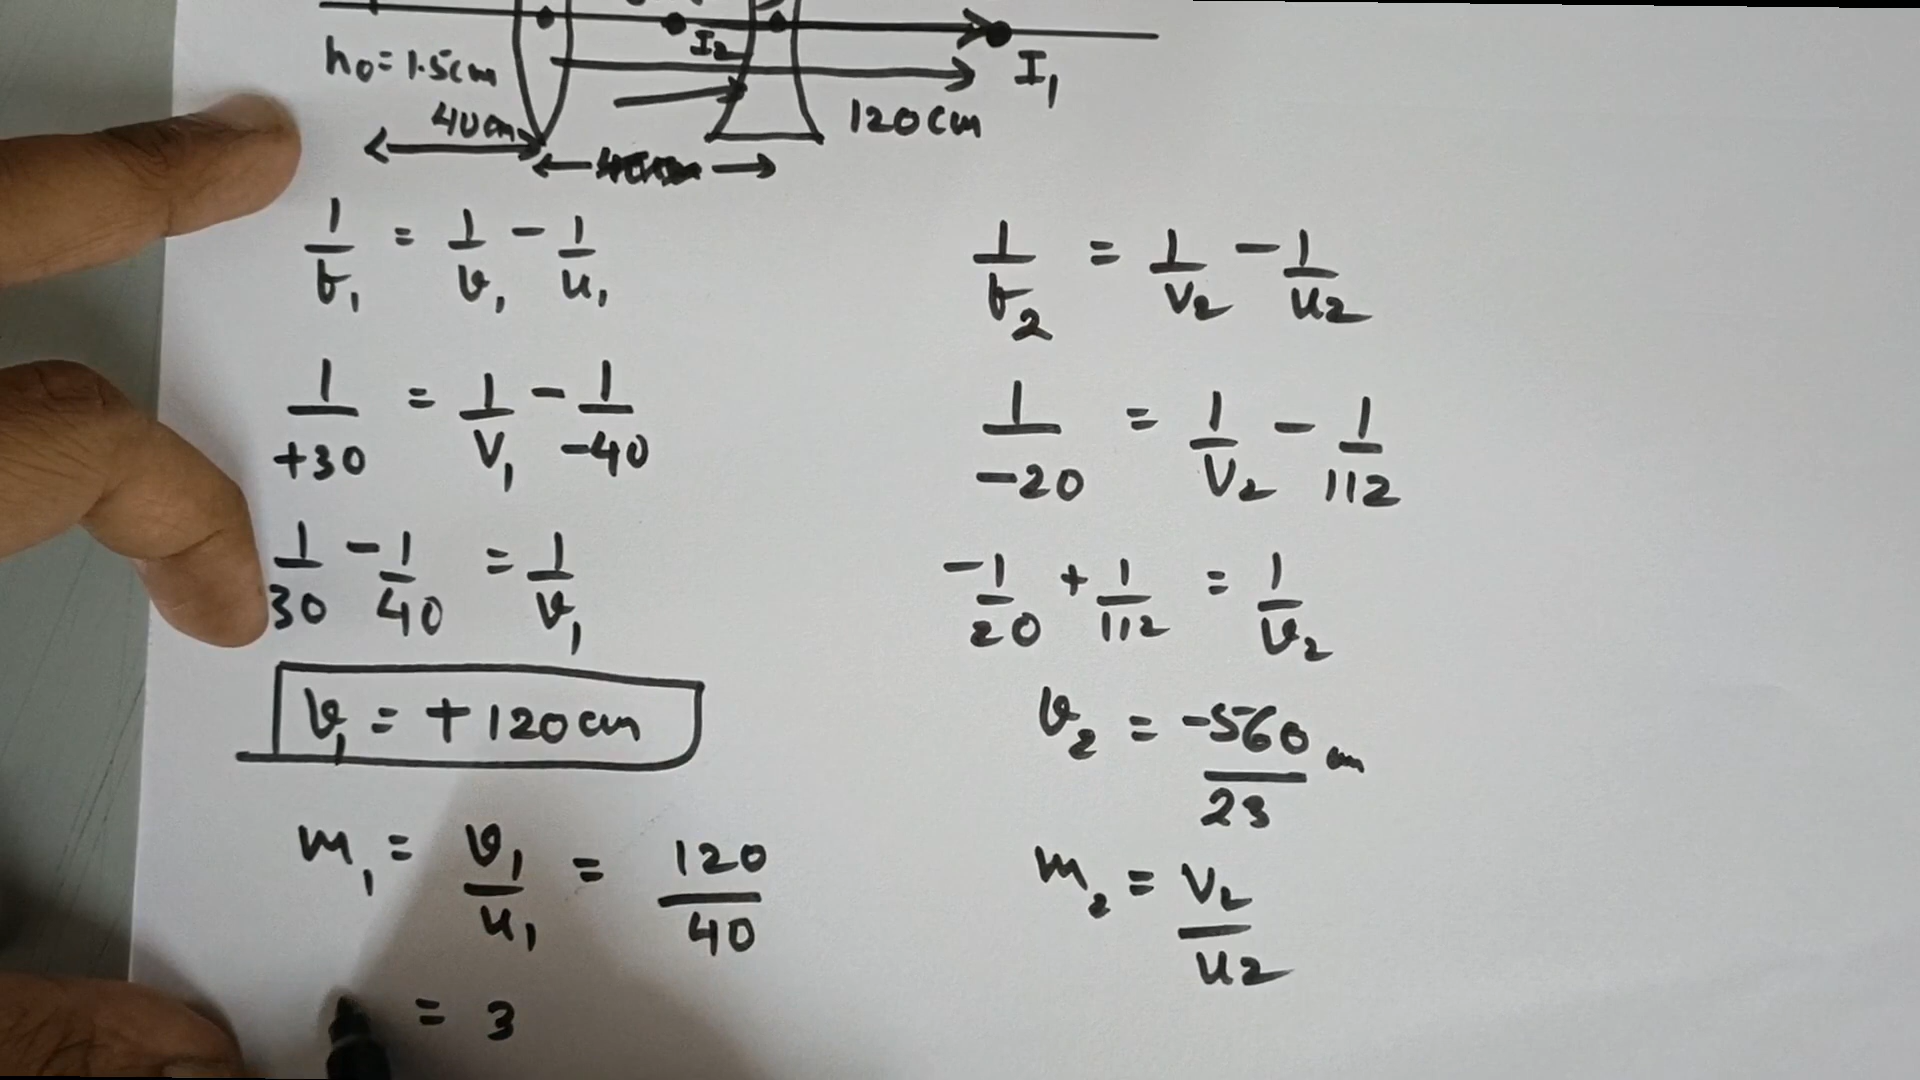 I₂
h₀ = 1.5cm
I₁
40cm
120cm
1/f₁ = 1/v₁ - 1/u₁
1/+30 = 1/V₁ - 1/-40
1/30 - 1/40 = 1/v₁
v₁ = +120cm
m₁ = v₁/u₁ = 120/40
= 3
1/f₂ = 1/V₂ - 1/u₂
1/-20 = 1/V₂ - 1/112
-1/20 + 1/112 = 1/v₂
v₂ = -560/23 cm
m₂ = V₂/u₂